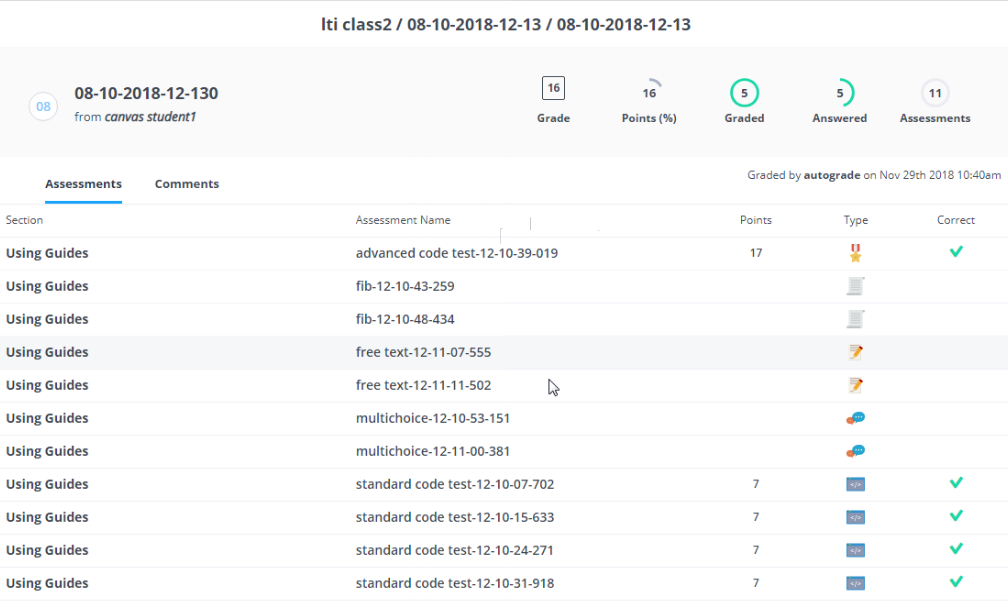 lti class2 / 08-10-2018-12-13 / 08-10-2018-12-13
08
08-10-2018-12-130
from canvas student1
16 16 5 5 11
Grade Points (%) Graded Answered Assessments
Assessments Comments
Graded by autograde on Nov 29th 2018 10:40am
Section Assessment Name Points Type Correct
Using Guides advanced code test-12-10-39-019 17
Using Guides fib-12-10-43-259
Using Guides fib-12-10-48-434
Using Guides free text-12-11-07-555
Using Guides free text-12-11-11-502
Using Guides multichoice-12-10-53-151
Using Guides multichoice-12-11-00-381
Using Guides standard code test-12-10-07-702 7
Using Guides standard code test-12-10-15-633 7
Using Guides standard code test-12-10-24-271 7
Using Guides standard code test-12-10-31-918 7